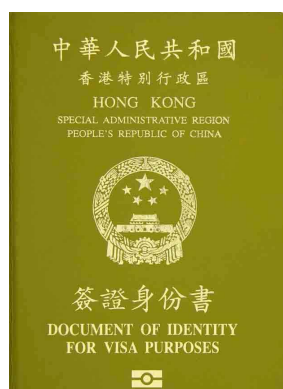 中華人民共和國
香港特別行政區
HONG KONG
SPECIAL ADMINISTRATIVE REGION
PEOPLE'S REPUBLIC OF CHINA
簽證身份書
DOCUMENT OF IDENTITY
FOR VISA PURPOSES